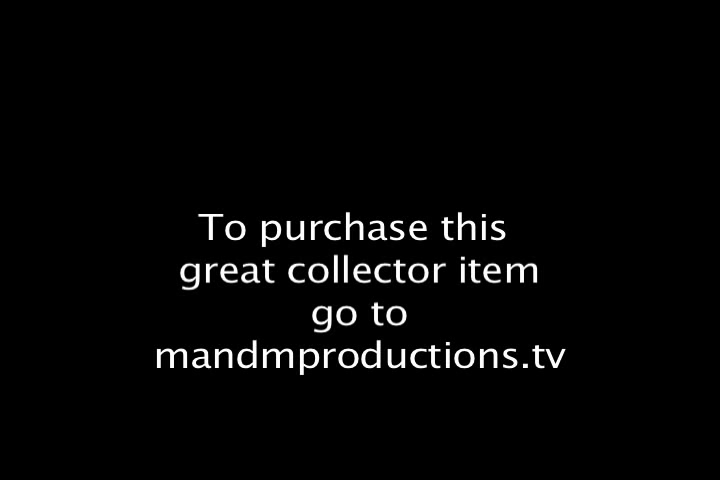 To purchase this
great collector item
go to
mandmproductions.tv